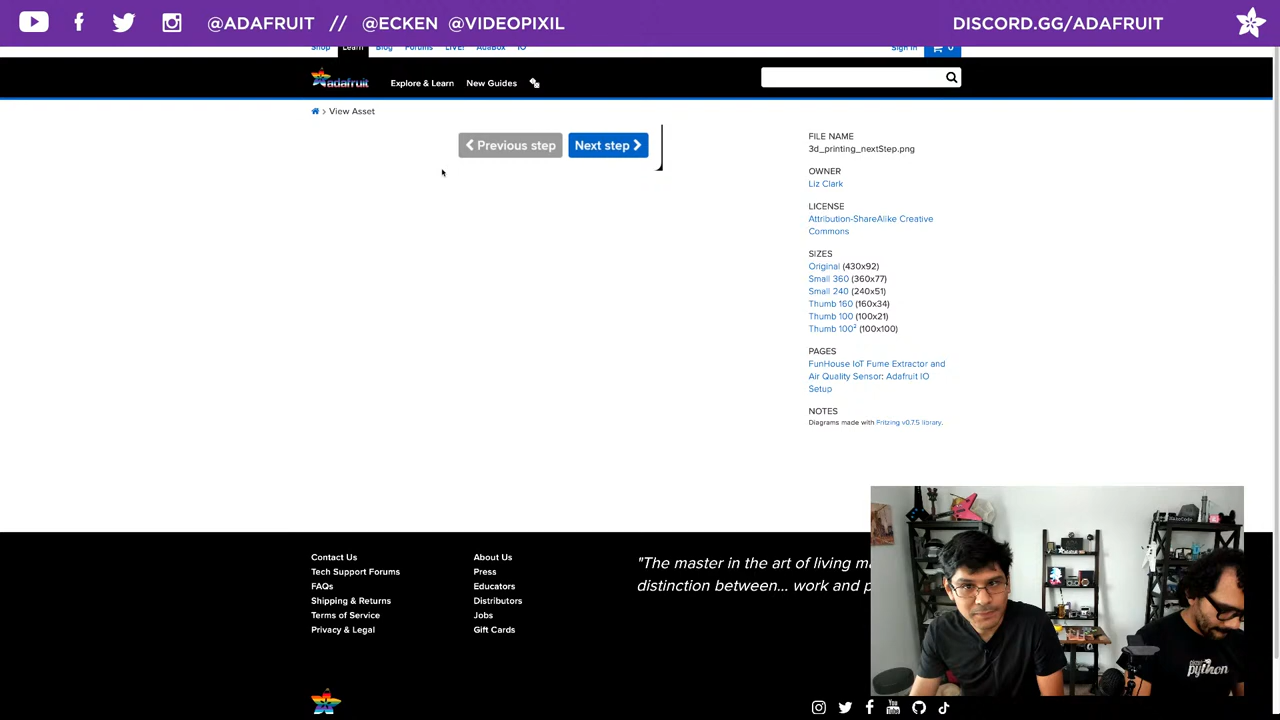 @ADAFRUIT // @ECKEN @VIDEOPIXIL
DISCORD.GG/ADAFRUIT
Shop Learn Blog Forums LIVE! AdaBox IO
Sign In 0
adafruit
Explore & Learn New Guides
> View Asset
Previous step Next step
FILE NAME
3d_printing_nextStep.png
OWNER
Liz Clark
LICENSE
Attribution-ShareAlike Creative
Commons
SIZES
Original (430x92)
Small 360 (360x77)
Small 240 (240x51)
Thumb 160 (160x34)
Thumb 100 (100x21)
Thumb 100² (100x100)
PAGES
FunHouse IoT Fume Extractor and
Air Quality Sensor: Adafruit IO
Setup
NOTES
Diagrams made with Fritzing v0.7.5 library.
Contact Us
Tech Support Forums
FAQs
Shipping & Returns
Terms of Service
Privacy & Legal
About Us
Press
Educators
Distributors
Jobs
Gift Cards
"The master in the art of living m
distinction between... work and p
python